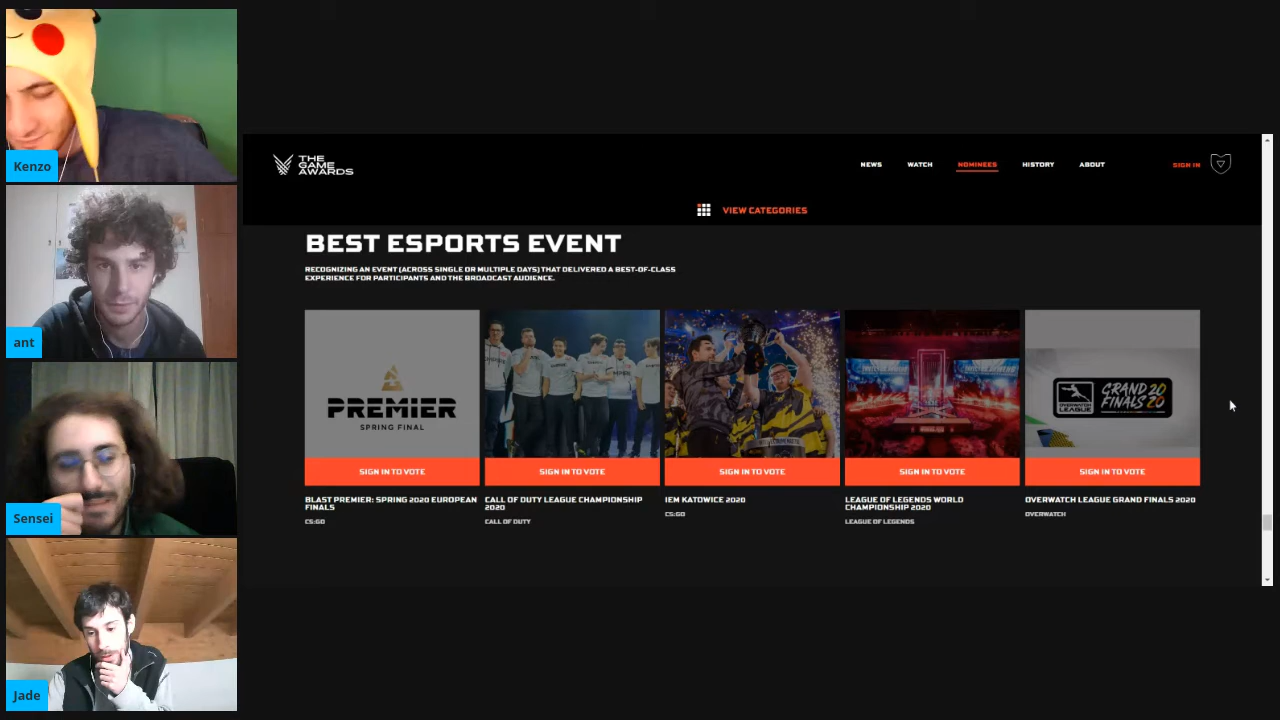 Kenzo
ant
Sensei
Jade
THE
GAME
AWARDS
NEWS WATCH NOMINEES HISTORY ABOUT SIGN IN
VIEW CATEGORIES
BEST ESPORTS EVENT
RECOGNIZING AN EVENT (ACROSS SINGLE OR MULTIPLE DAYS) THAT DELIVERED A BEST-OF-CLASS
EXPERIENCE FOR PARTICIPANTS AND THE BROADCAST AUDIENCE.
PREMIER
SPRING FINAL
OVERWATCH
LEAGUE
GRAND 20
FINALS 20
SIGN IN TO VOTE SIGN IN TO VOTE SIGN IN TO VOTE SIGN IN TO VOTE SIGN IN TO VOTE
BLAST PREMIER: SPRING 2020 EUROPEAN
FINALS
CS:GO
CALL OF DUTY LEAGUE CHAMPIONSHIP
2020
CALL OF DUTY
IEM KATOWICE 2020
CS:GO
LEAGUE OF LEGENDS WORLD
CHAMPIONSHIP 2020
LEAGUE OF LEGENDS
OVERWATCH LEAGUE GRAND FINALS 2020
OVERWATCH